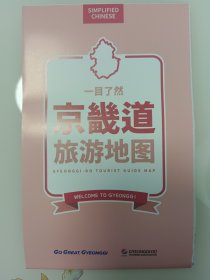 SIMPLIFIED
CHINESE
一目了然
京畿道
旅游地图
GYEONGGI-DO TOURIST GUIDE MAP
WELCOME TO GYEONGGI
GO GREAT GYEONGGI